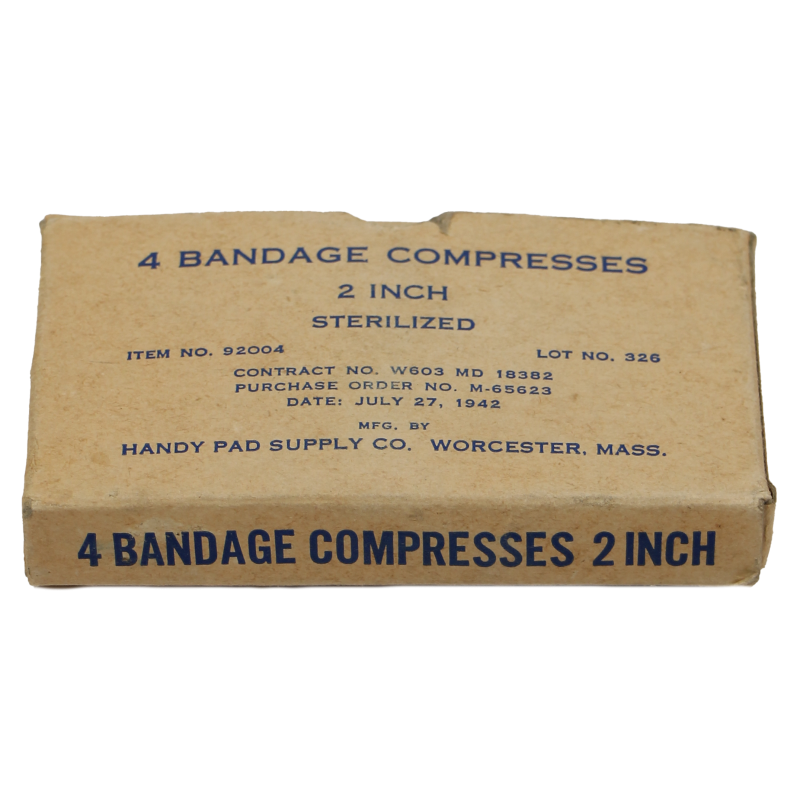 4 BANDAGE COMPRESSES
2 INCH
STERILIZED
ITEM NO. 92004 LOT NO. 326
CONTRACT NO. W603 MD 18382
PURCHASE ORDER NO. M-65623
DATE: JULY 27, 1942
MFG. BY
HANDY PAD SUPPLY CO. WORCESTER, MASS.
4 BANDAGE COMPRESSES 2 INCH